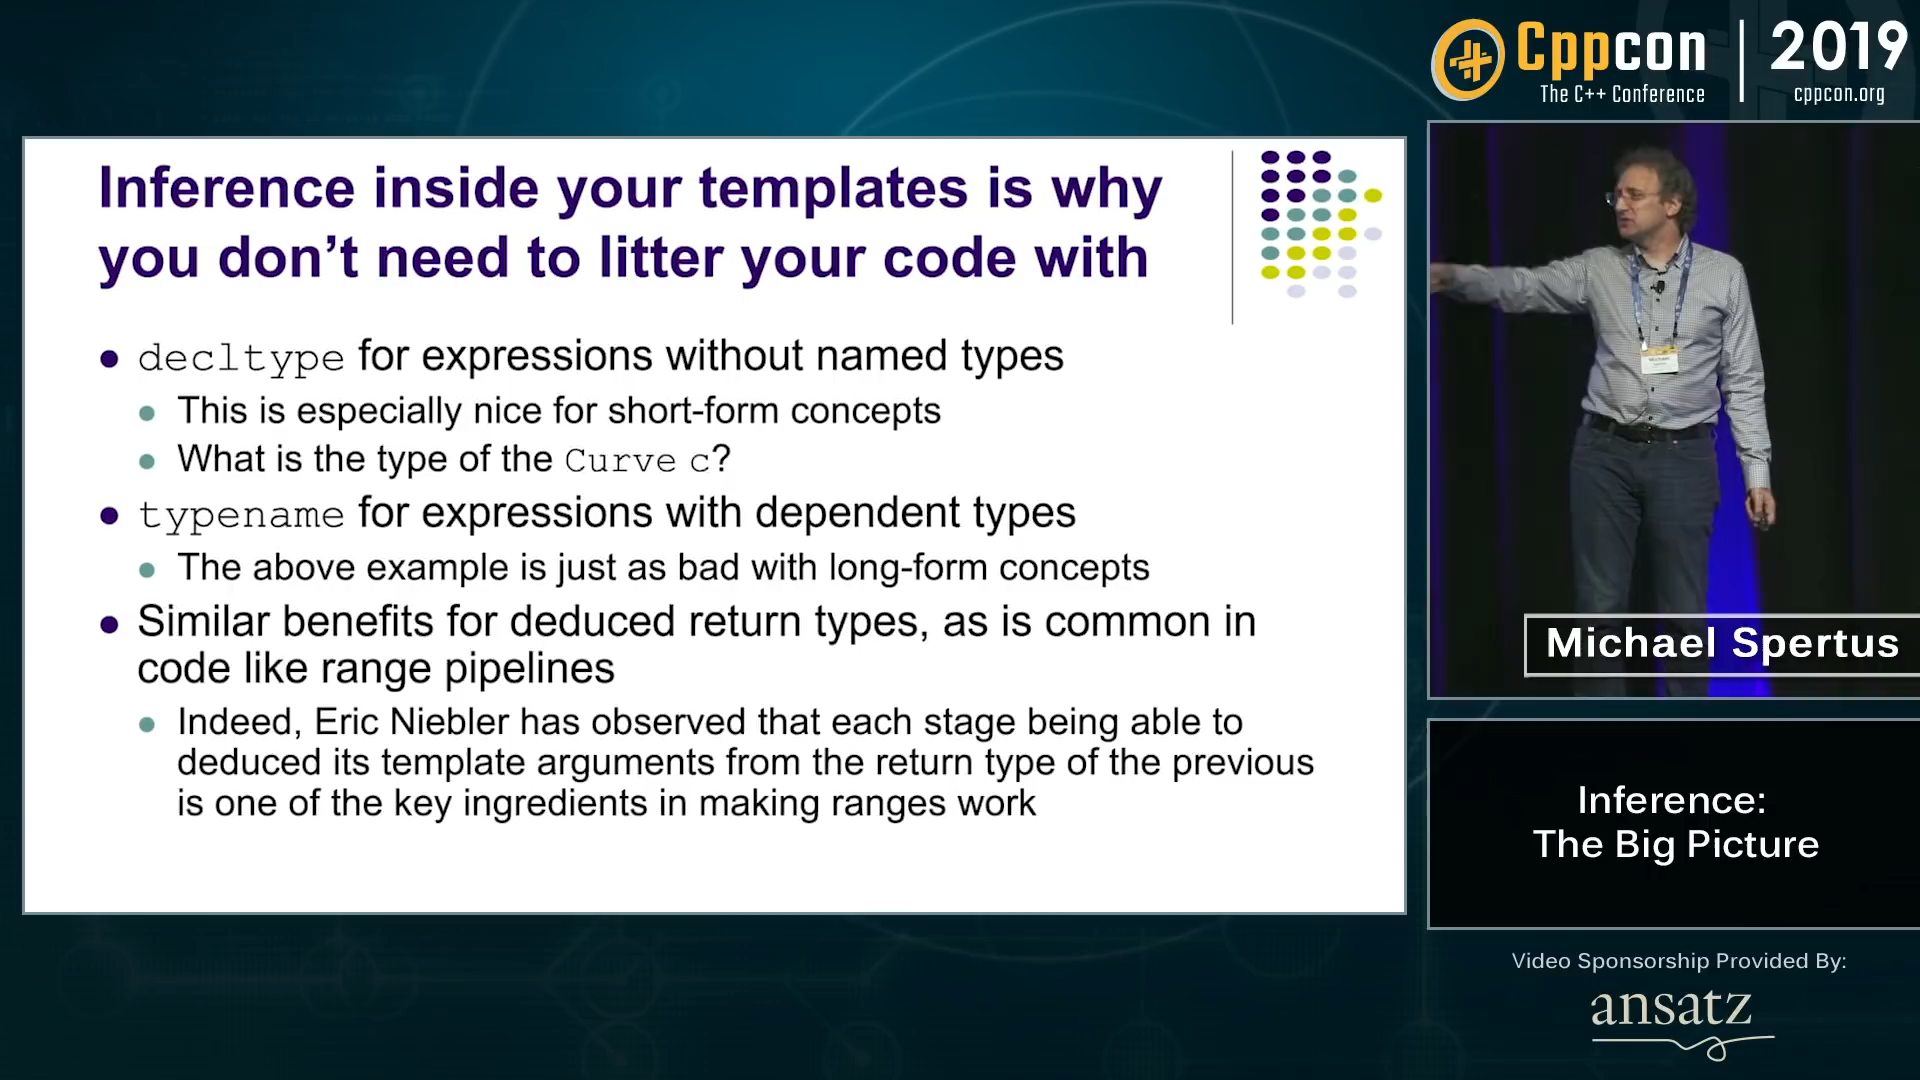 Cppcon
The C++ Conference
2019
cppcon.org
Inference inside your templates is why
you don’t need to litter your code with
decltype for expressions without named types
This is especially nice for short-form concepts
What is the type of the Curve c?
typename for expressions with dependent types
The above example is just as bad with long-form concepts
Similar benefits for deduced return types, as is common in
code like range pipelines
Indeed, Eric Niebler has observed that each stage being able to
deduced its template arguments from the return type of the previous
is one of the key ingredients in making ranges work
Michael Spertus
Inference:
The Big Picture
Video Sponsorship Provided By:
ansatz